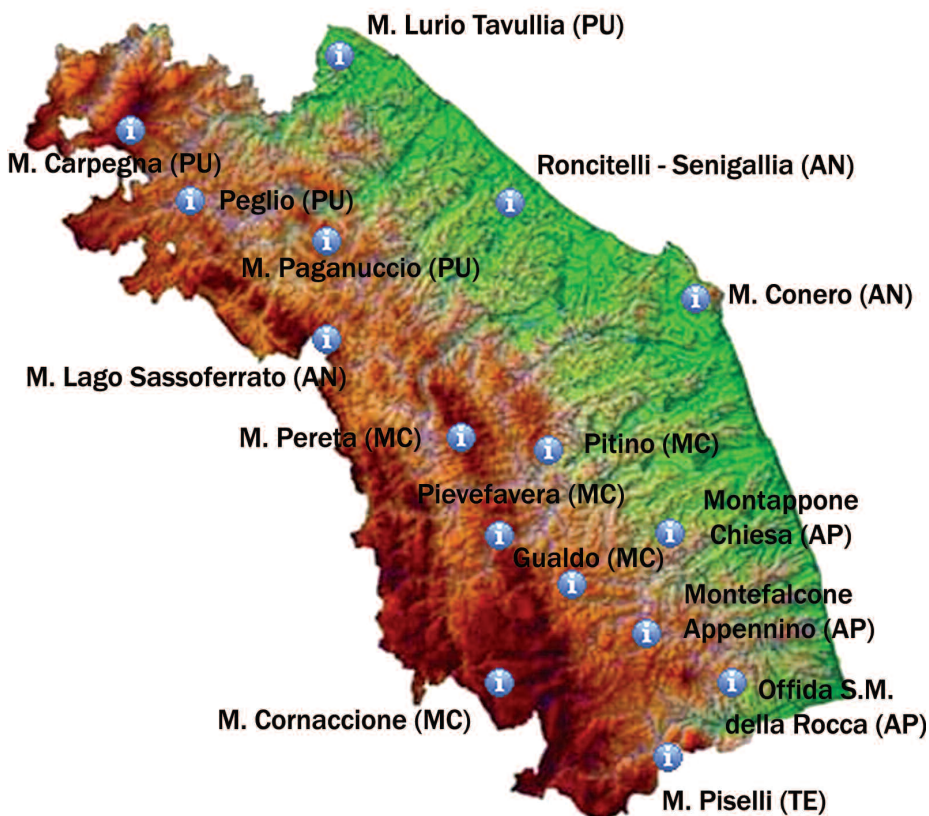 M. Lurio Tavullia (PU)
M. Carpegna (PU)
Roncitelli - Senigallia (AN)
Peglio (PU)
M. Paganuccio (PU)
M. Conero (AN)
M. Lago Sassoferrato (AN)
M. Pereta (MC)
Pitino (MC)
Pievefavera (MC)
Montappone
Chiesa (AP)
Gualdo (MC)
Montefalcone
Appennino (AP)
Offida S.M.
della Rocca (AP)
M. Cornaccione (MC)
M. Piselli (TE)